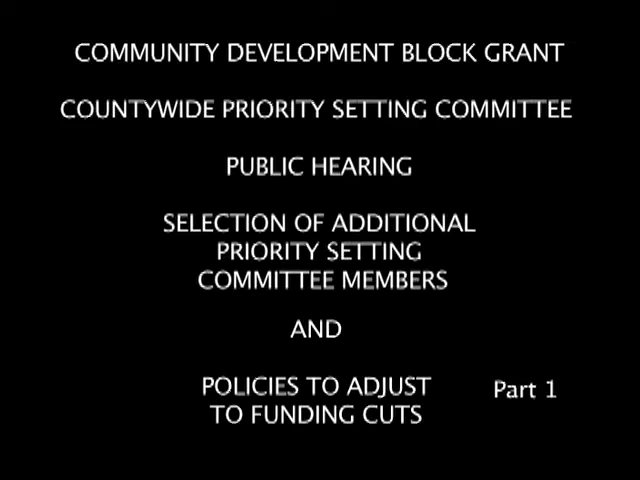 COMMUNITY DEVELOPMENT BLOCK GRANT
COUNTYWIDE PRIORITY SETTING COMMITTEE
PUBLIC HEARING
SELECTION OF ADDITIONAL
PRIORITY SETTING
COMMITTEE MEMBERS
AND
POLICIES TO ADJUST
TO FUNDING CUTS
Part 1